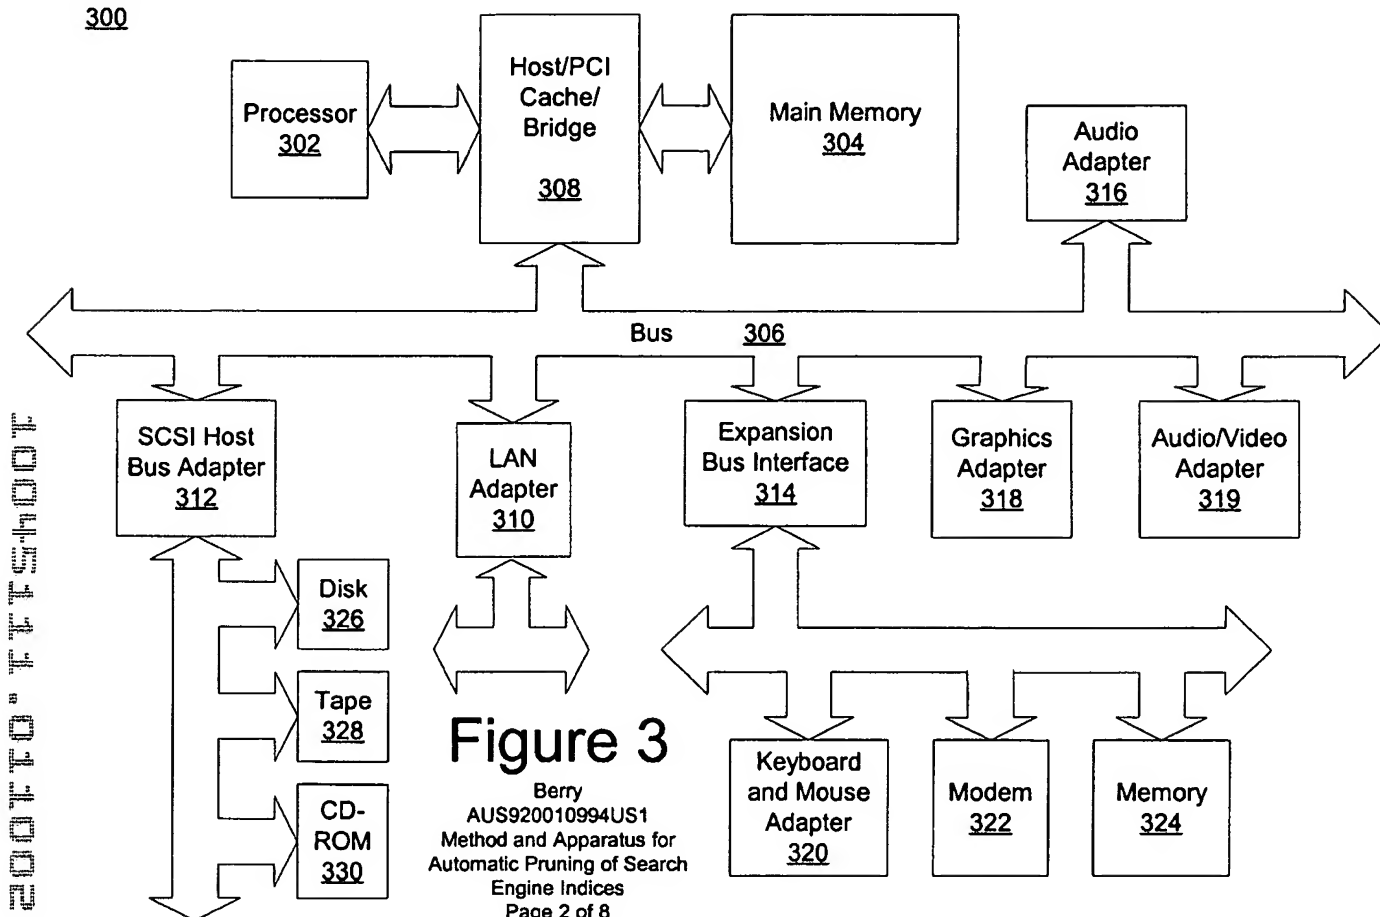 300
Processor
302
Host/PCI
Cache/
Bridge
308
Main Memory
304
Audio
Adapter
316
Bus 306
SCSI Host
Bus Adapter
312
LAN
Adapter
310
Expansion
Bus Interface
314
Graphics
Adapter
318
Audio/Video
Adapter
319
Disk
326
Tape
328
CD-
ROM
330
Keyboard
and Mouse
Adapter
320
Modem
322
Memory
324
Figure 3
Berry
AUS920010994US1
Method and Apparatus for
Automatic Pruning of Search
Engine Indices
Page 2 of 8
10045111.011002